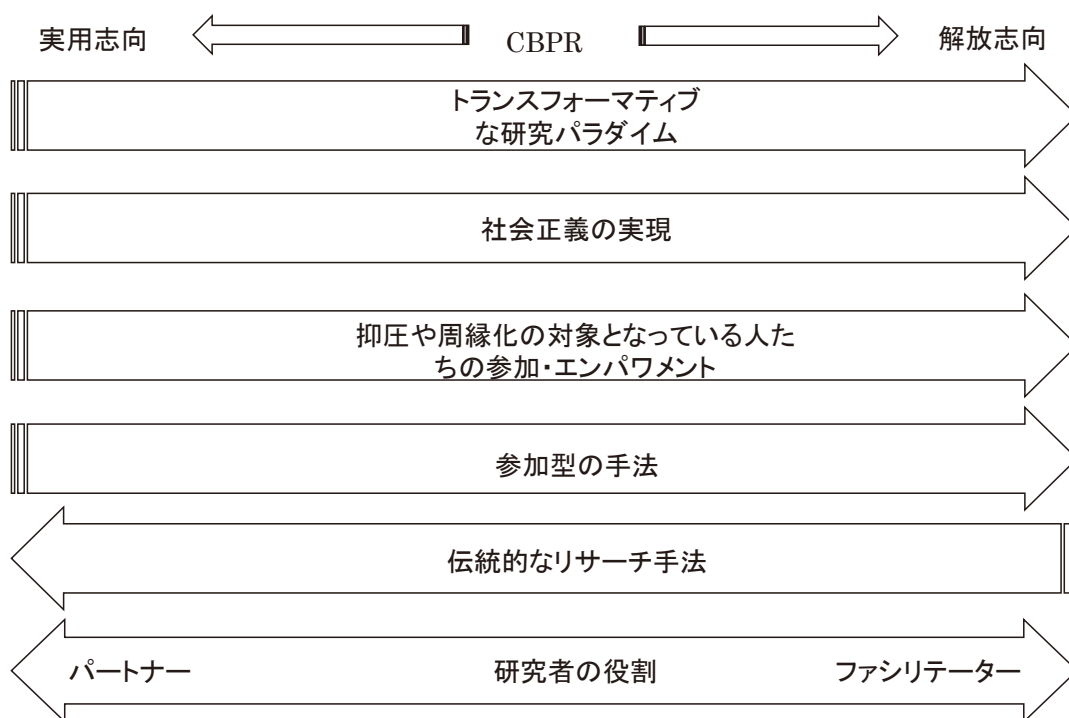 実用志向 CBPR 解放志向
トランスフォーマティブ
な研究パラダイム
社会正義の実現
抑圧や周縁化の対象となっている人た
ちの参加・エンパワメント
参加型の手法
伝統的なリサーチ手法
パートナー 研究者の役割 ファシリテーター